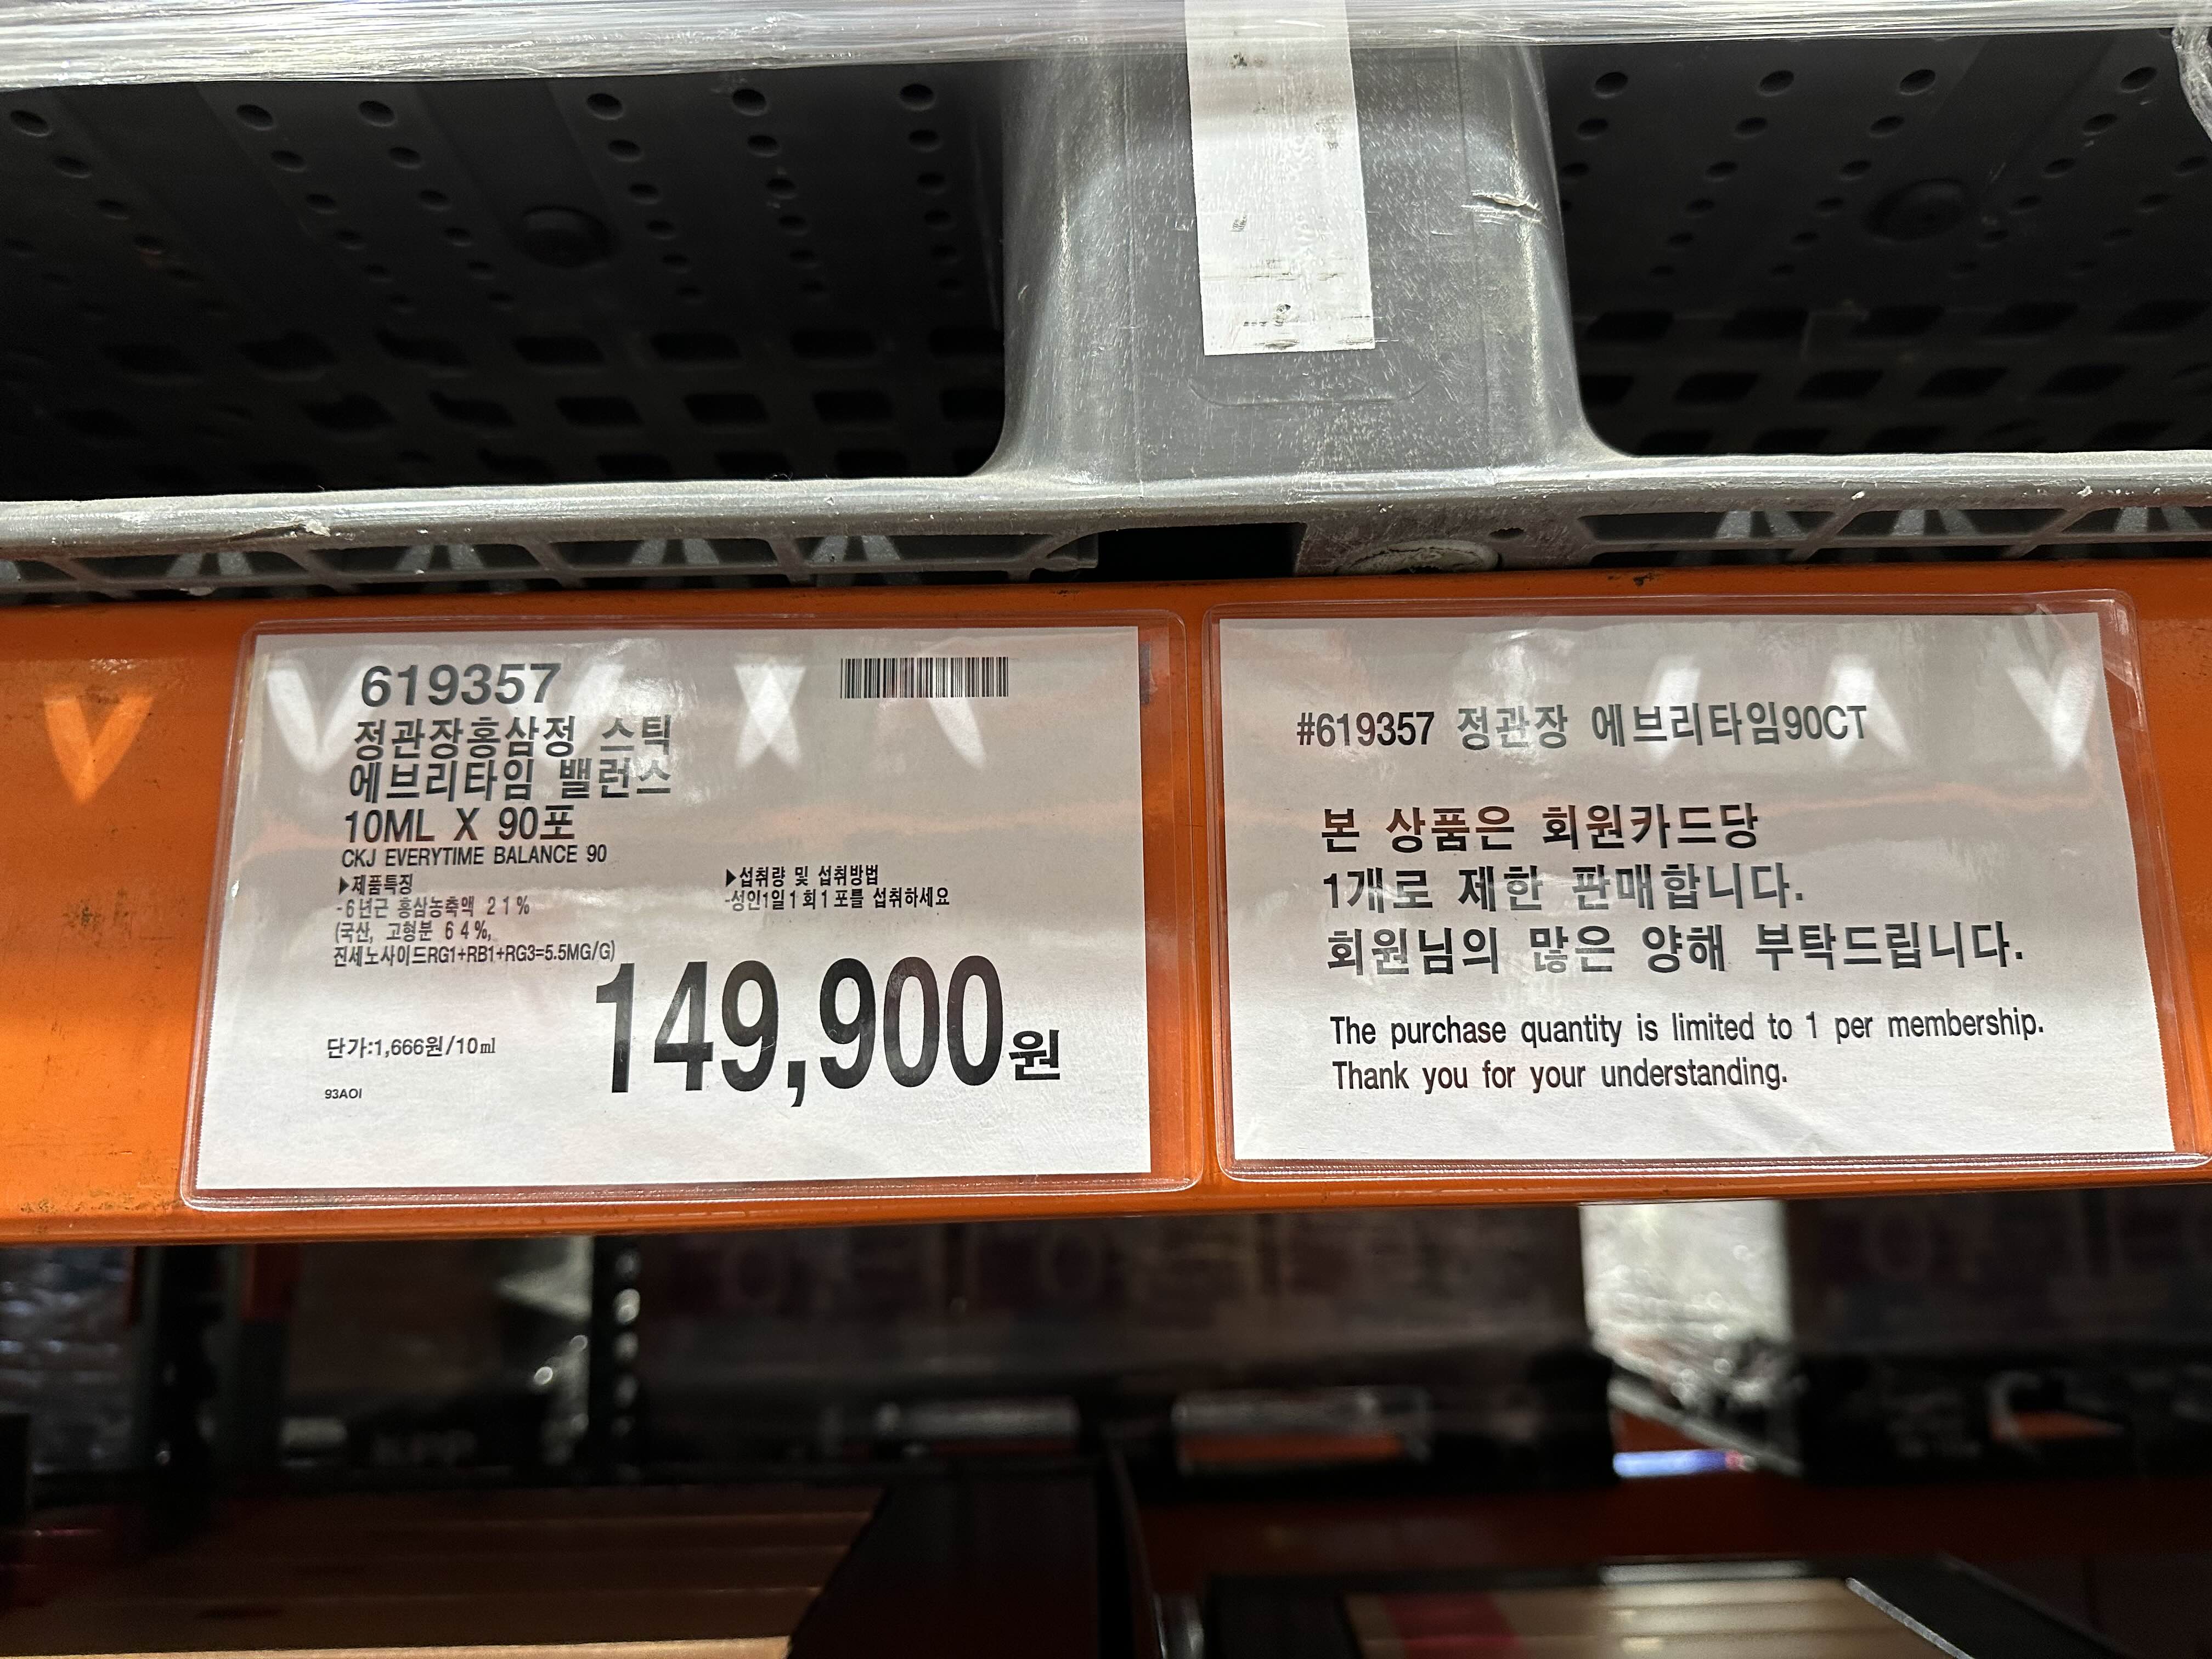 619357
정관장홍삼정 스틱
에브리타임 밸런스
10ML X 90포
CKJ EVERYTIME BALANCE 90
▶제품특징
-6년근 홍삼농축액 21%
(국산, 고형분 64%,
진세노사이드RG1+RB1+RG3=5.5MG/G)
▶섭취량 및 섭취방법
-성인1일1회1포를 섭취하세요
149,900원
단가:1,666원/10㎖
93AOI
#619357 정관장 에브리타임90CT
본 상품은 회원카드당
1개로 제한 판매합니다.
회원님의 많은 양해 부탁드립니다.
The purchase quantity is limited to 1 per membership.
Thank you for your understanding.